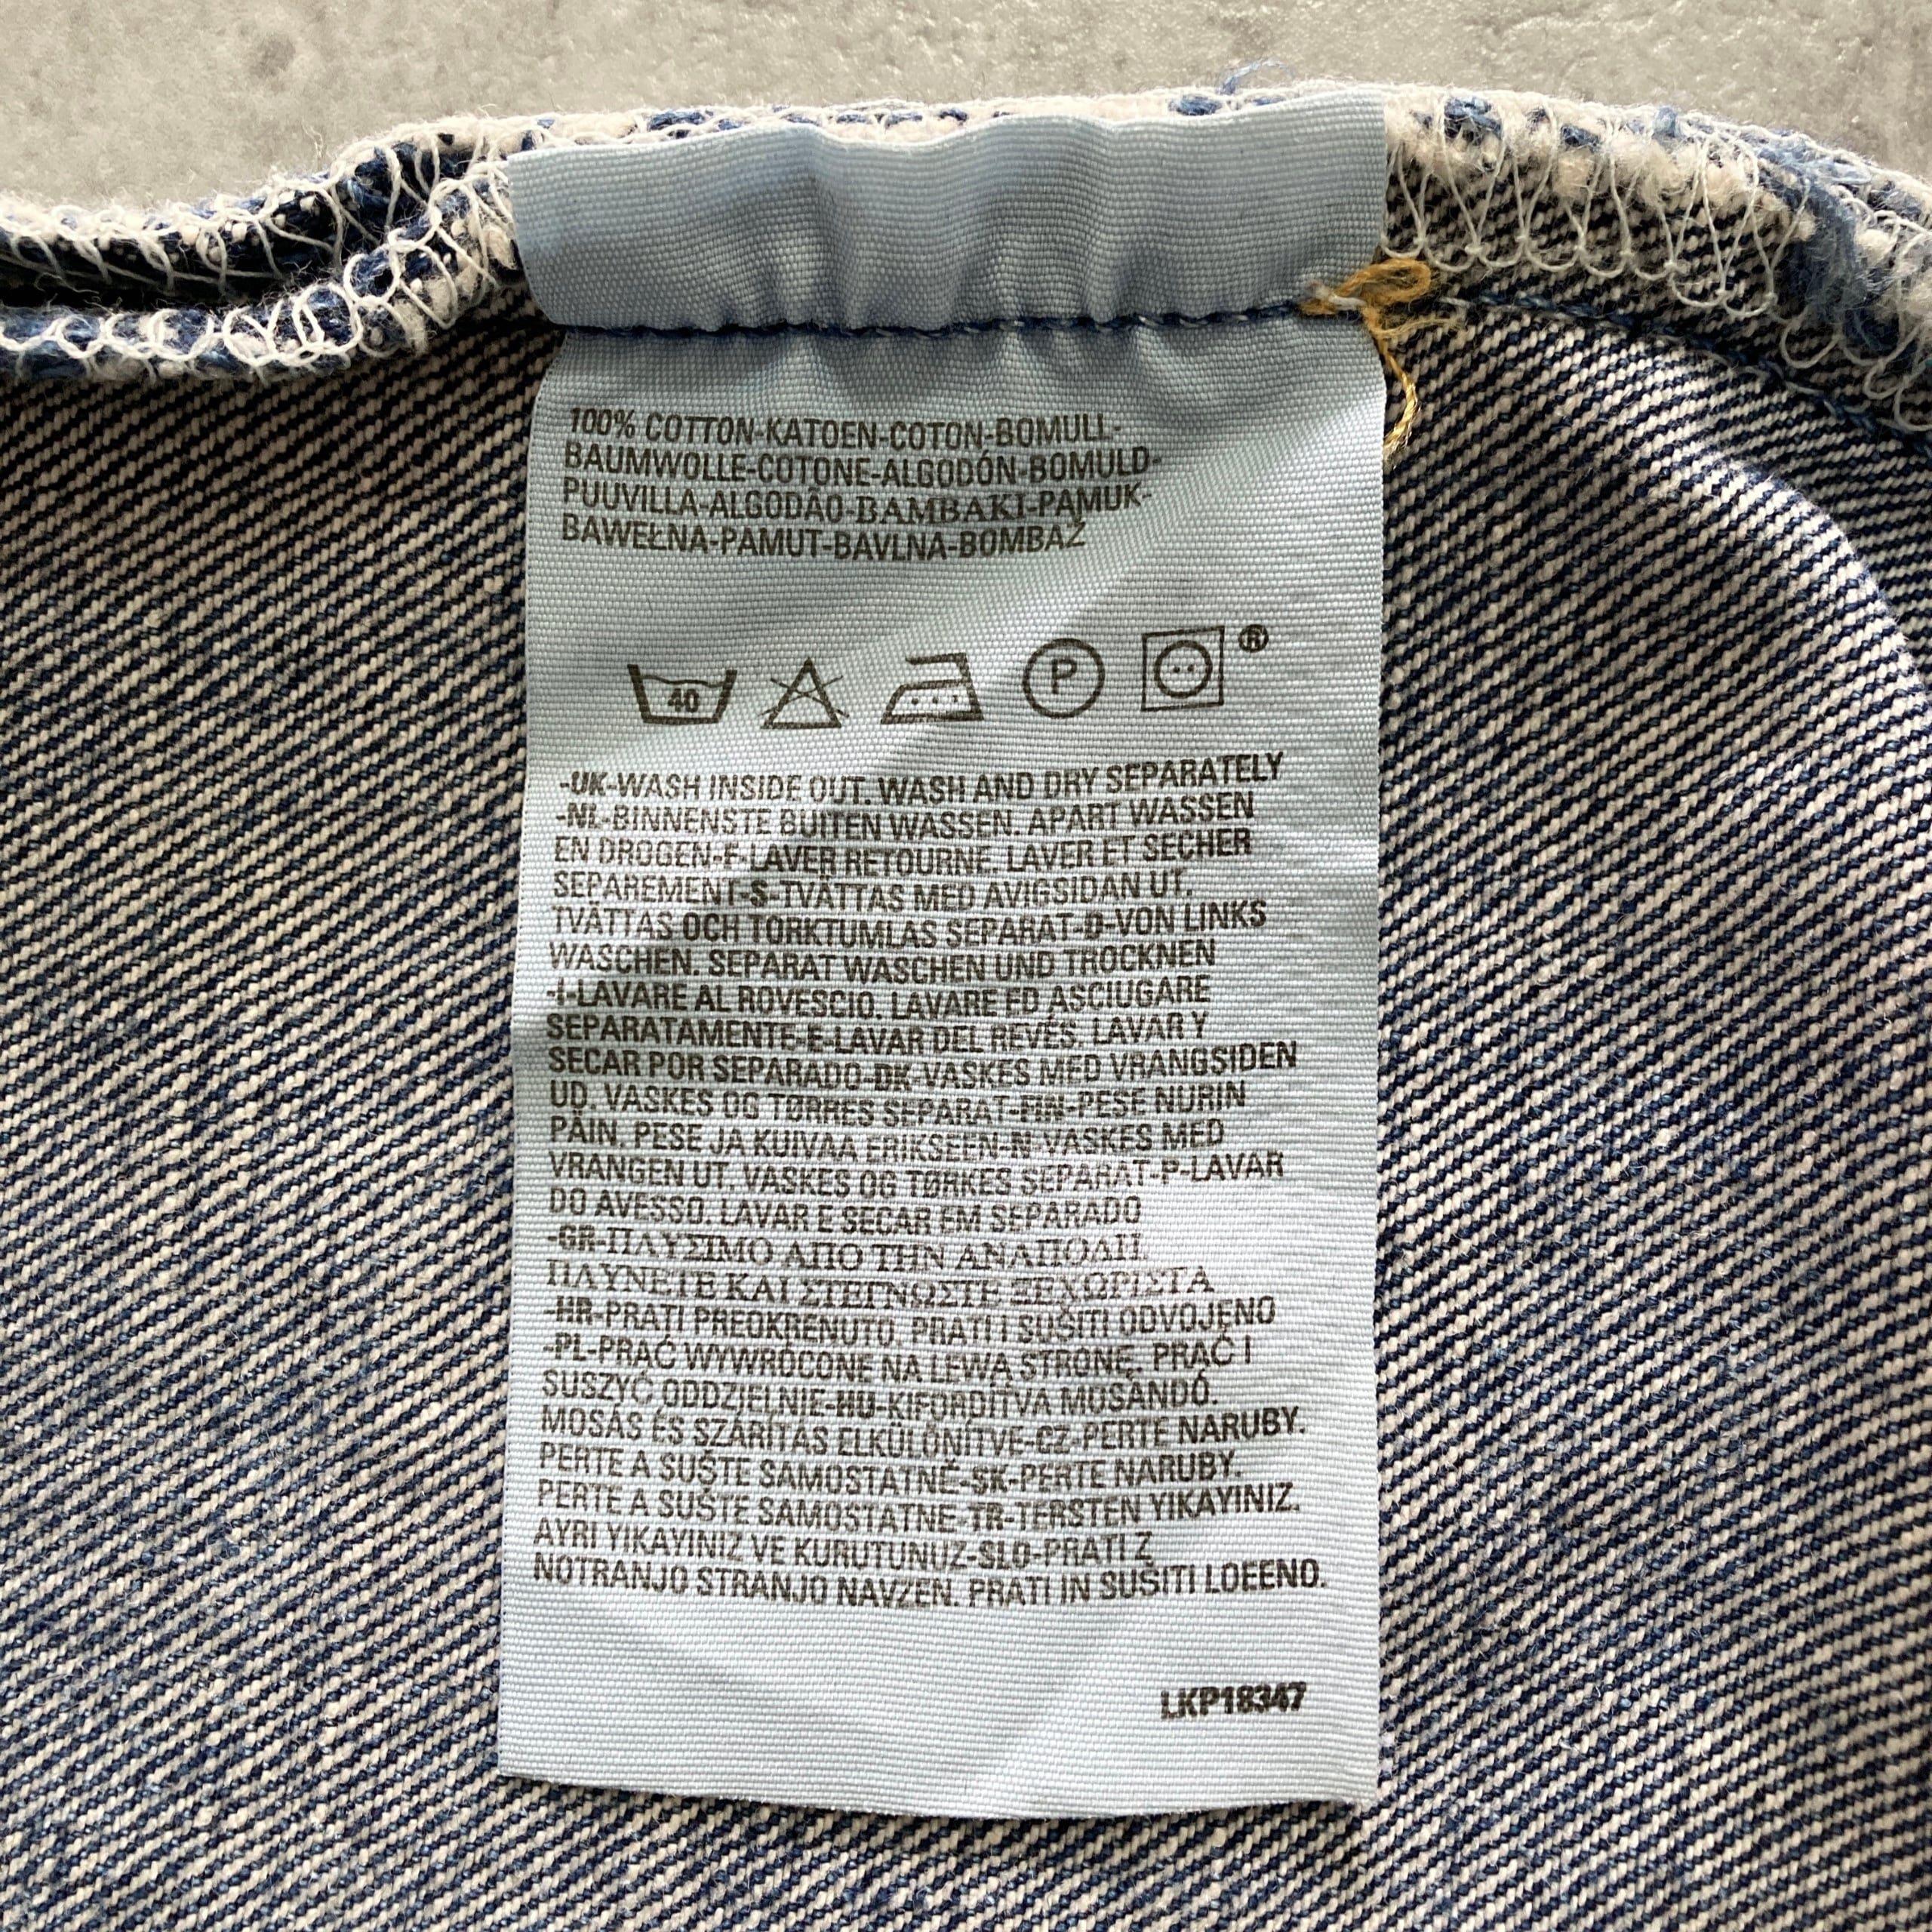 100% COTTON-KATOEN-COTON-BOMULL-
BAUMWOLLE-COTONE-ALGODÓN-BOMULD-
PUUVILLA-ALGODÃO-BAMBAKI-PAMUK-
BAWEŁNA-PAMUT-BAVLNA-BOMBAŽ
40 P ®
-UK-WASH INSIDE OUT. WASH AND DRY SEPARATELY
-NL-BINNENSTE BUITEN WASSEN. APART WASSEN
EN DROGEN-F-LAVER RETOURNE. LAVER ET SECHER
SEPAREMENT-S-TVÄTTAS MED AVIGSIDAN UT.
TVÄTTAS OCH TORKTUMLAS SEPARAT-D-VON LINKS
WASCHEN. SEPARAT WASCHEN UND TROCKNEN
-I-LAVARE AL ROVESCIO. LAVARE ED ASCIUGARE
SEPARATAMENTE-E-LAVAR DEL REVÉS. LAVAR Y
SECAR POR SEPARADO-DK-VASKES MED VRANGSIDEN
UD. VASKES OG TØRRES SEPARAT-FIN-PESE NURIN
PÄIN. PESE JA KUIVAA ERIKSEEN-N-VASKES MED
VRANGEN UT. VASKES OG TØRKES SEPARAT-P-LAVAR
DO AVESSO. LAVAR E SECAR EM SEPARADO
-GR-ΠΛΥΣΙΜΟ ΑΠΟ ΤΗΝ ΑΝΑΠΟΔΗ.
ΠΛΥΝΕΤΕ ΚΑΙ ΣΤΕΓΝΩΣΤΕ ΞΕΧΩΡΙΣΤΑ
-HR-PRATI PREOKRENUTO. PRATI I SUŠITI ODVOJENO
-PL-PRAĆ WYWRÓCONE NA LEWĄ STRONĘ. PRAĆ I
SUSZYĆ ODDZIELNIE-HU-KIFORDÍTVA MOSANDÓ.
MOSÁS ÉS SZÁRÍTÁS ELKÜLÖNÍTVE-CZ-PERTE NARUBY.
PERTE A SUŠTE SAMOSTATNĚ-SK-PERTE NARUBY.
PERTE A SUŠTE SAMOSTATNE-TR-TERSTEN YIKAYINIZ.
AYRI YIKAYINIZ VE KURUTUNUZ-SLO-PRATI Z
NOTRANJO STRANJO NAVZEN. PRATI IN SUŠITI LOEENO.
LKP18347